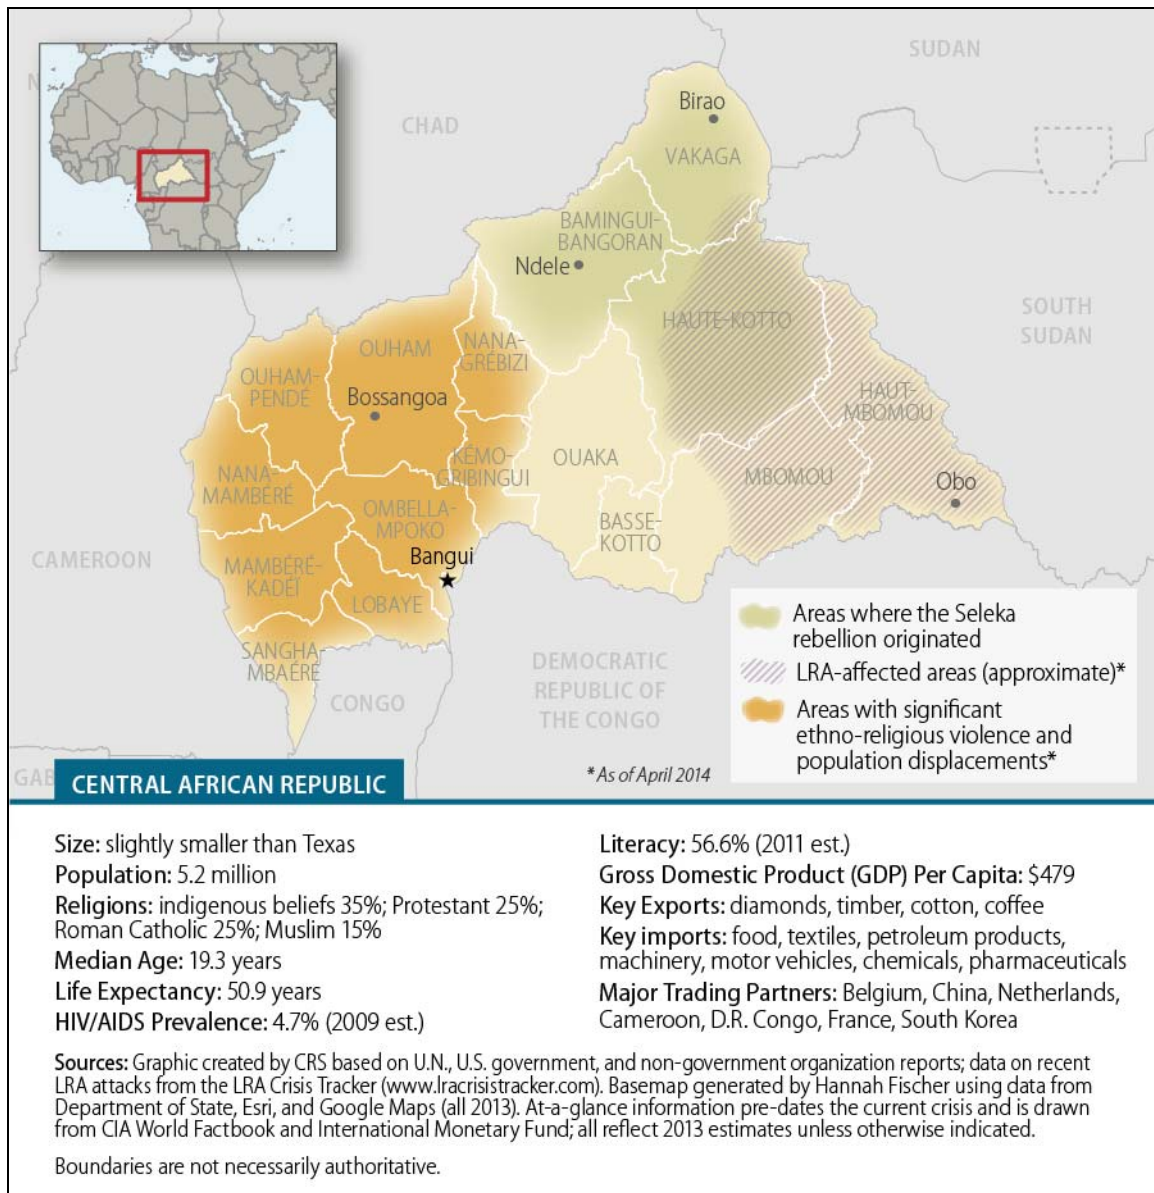 SUDAN
CHAD
Birao
VAKAGA
BAMINGUI-
BANGORAN
Ndele
HAUTE-KOTTO
SOUTH
SUDAN
OUHAM
NANA-
GRÉBIZI
OUHAM-
PENDÉ
Bossangoa
HAUT-
MBOMOU
KÉMO-
GRIBINGUI
OUAKA
NANA-
MAMBÉRÉ
MBOMOU
Obo
OMBELLA-
MPOKO
BASSE-
KOTTO
CAMEROON
Bangui
MAMBÉRÉ-
KADÉÏ
LOBAYE
SANGHA-
MBAÉRÉ
CONGO
DEMOCRATIC
REPUBLIC OF
THE CONGO
Areas where the Seleka
rebellion originated
LRA-affected areas (approximate)*
Areas with significant
ethno-religious violence and
population displacements*
*As of April 2014
GAB
CENTRAL AFRICAN REPUBLIC
Size: slightly smaller than Texas
Population: 5.2 million
Religions: indigenous beliefs 35%; Protestant 25%;
Roman Catholic 25%; Muslim 15%
Median Age: 19.3 years
Life Expectancy: 50.9 years
HIV/AIDS Prevalence: 4.7% (2009 est.)
Literacy: 56.6% (2011 est.)
Gross Domestic Product (GDP) Per Capita: $479
Key Exports: diamonds, timber, cotton, coffee
Key imports: food, textiles, petroleum products,
machinery, motor vehicles, chemicals, pharmaceuticals
Major Trading Partners: Belgium, China, Netherlands,
Cameroon, D.R. Congo, France, South Korea
Sources: Graphic created by CRS based on U.N., U.S. government, and non-government organization reports; data on recent
LRA attacks from the LRA Crisis Tracker (www.lracrisistracker.com). Basemap generated by Hannah Fischer using data from
Department of State, Esri, and Google Maps (all 2013). At-a-glance information pre-dates the current crisis and is drawn
from CIA World Factbook and International Monetary Fund; all reflect 2013 estimates unless otherwise indicated.
Boundaries are not necessarily authoritative.